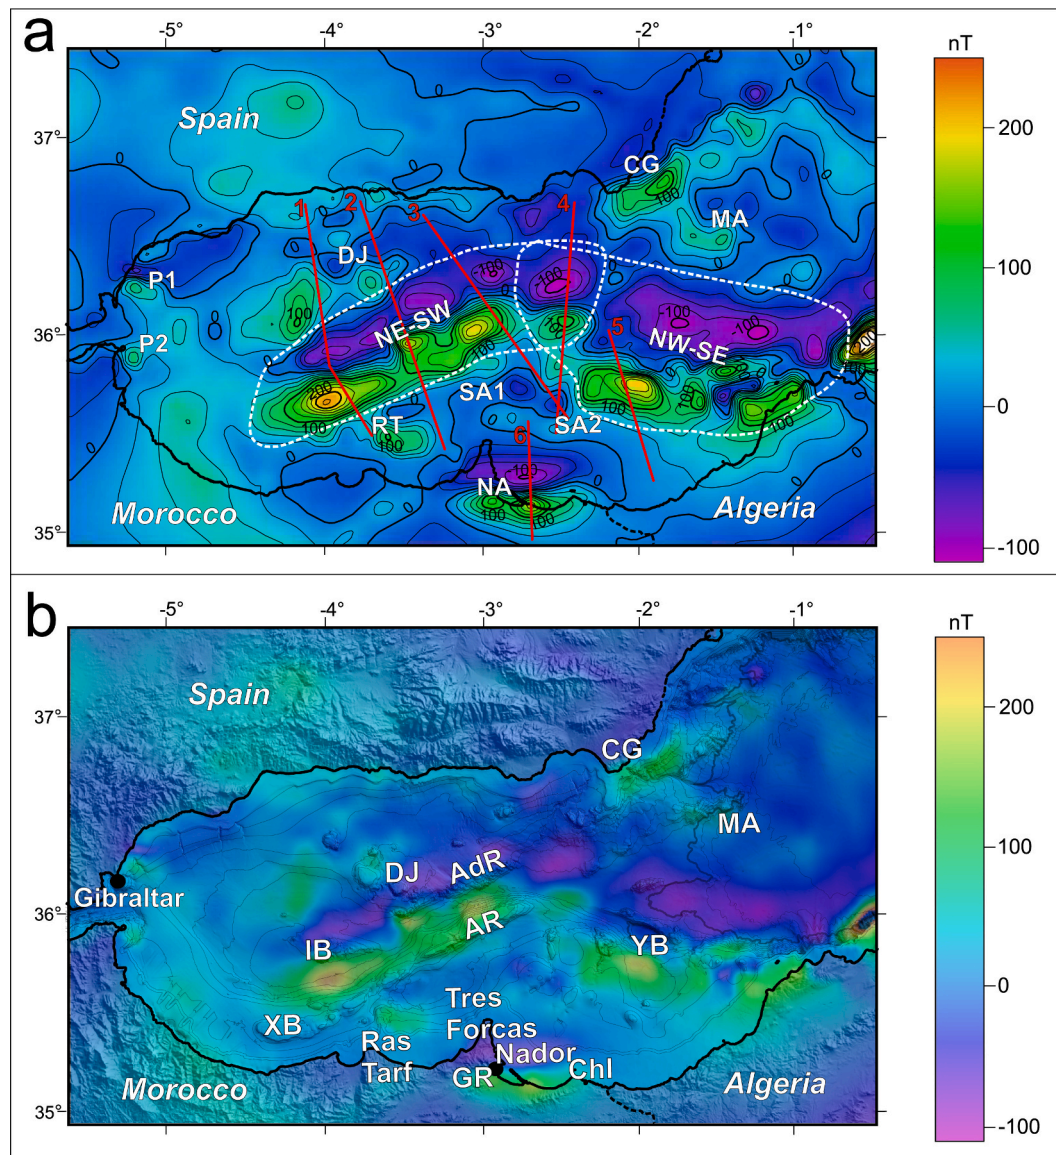 a
-5° -4° -3° -2° -1°
nT
37°
36°
35°
Spain
CG
MA
1
2
3
4
DJ
P1
P2
NE-SW
5
NW-SE
SA1
SA2
RT
6
NA
Morocco
Algeria
200
100
0
-100
b
-5° -4° -3° -2° -1°
nT
37°
36°
35°
Spain
CG
MA
DJ AdR
Gibraltar
AR
IB
YB
XB
Tres
Forcas
Ras
Tarf
Nador
GR
Chl
Morocco
Algeria
200
100
0
-100